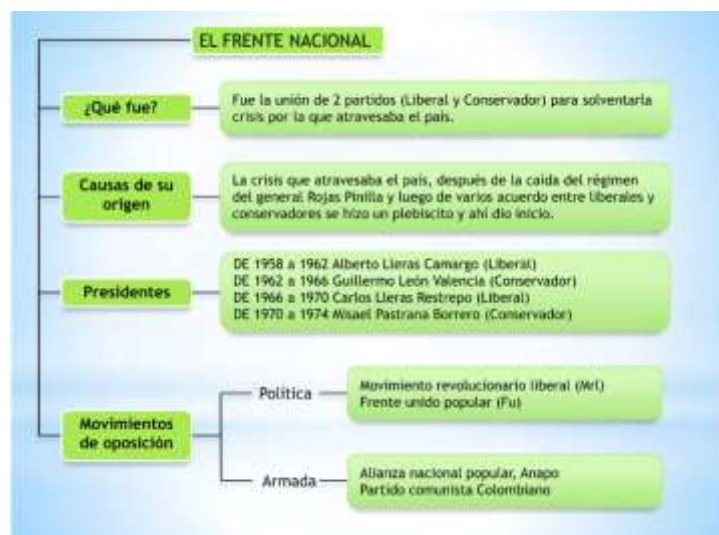 EL FRENTE NACIONAL
¿Qué fue?
Fue la unión de 2 partidos (Liberal y Conservador) para solventarla
crisis por la que atravesaba el país.
Causas de su
origen
La crisis que atravesaba el país, después de la caída del régimen
del general Rojas Pinilla y luego de varios acuerdo entre liberales y
conservadores se hizo un plebiscito y ahí dio inicio.
Presidentes
DE 1958 a 1962 Alberto Lleras Camargo (Liberal)
DE 1962 a 1966 Guillermo León Valencia (Conservador)
DE 1966 a 1970 Carlos Lleras Restrepo (Liberal)
DE 1970 a 1974 Misael Pastrana Borrero (Conservador)
Movimientos
de oposición
Política
Movimiento revolucionario liberal (Mrl)
Frente unido popular (Fu)
Armada
Alianza nacional popular, Anapo
Partido comunista Colombiano